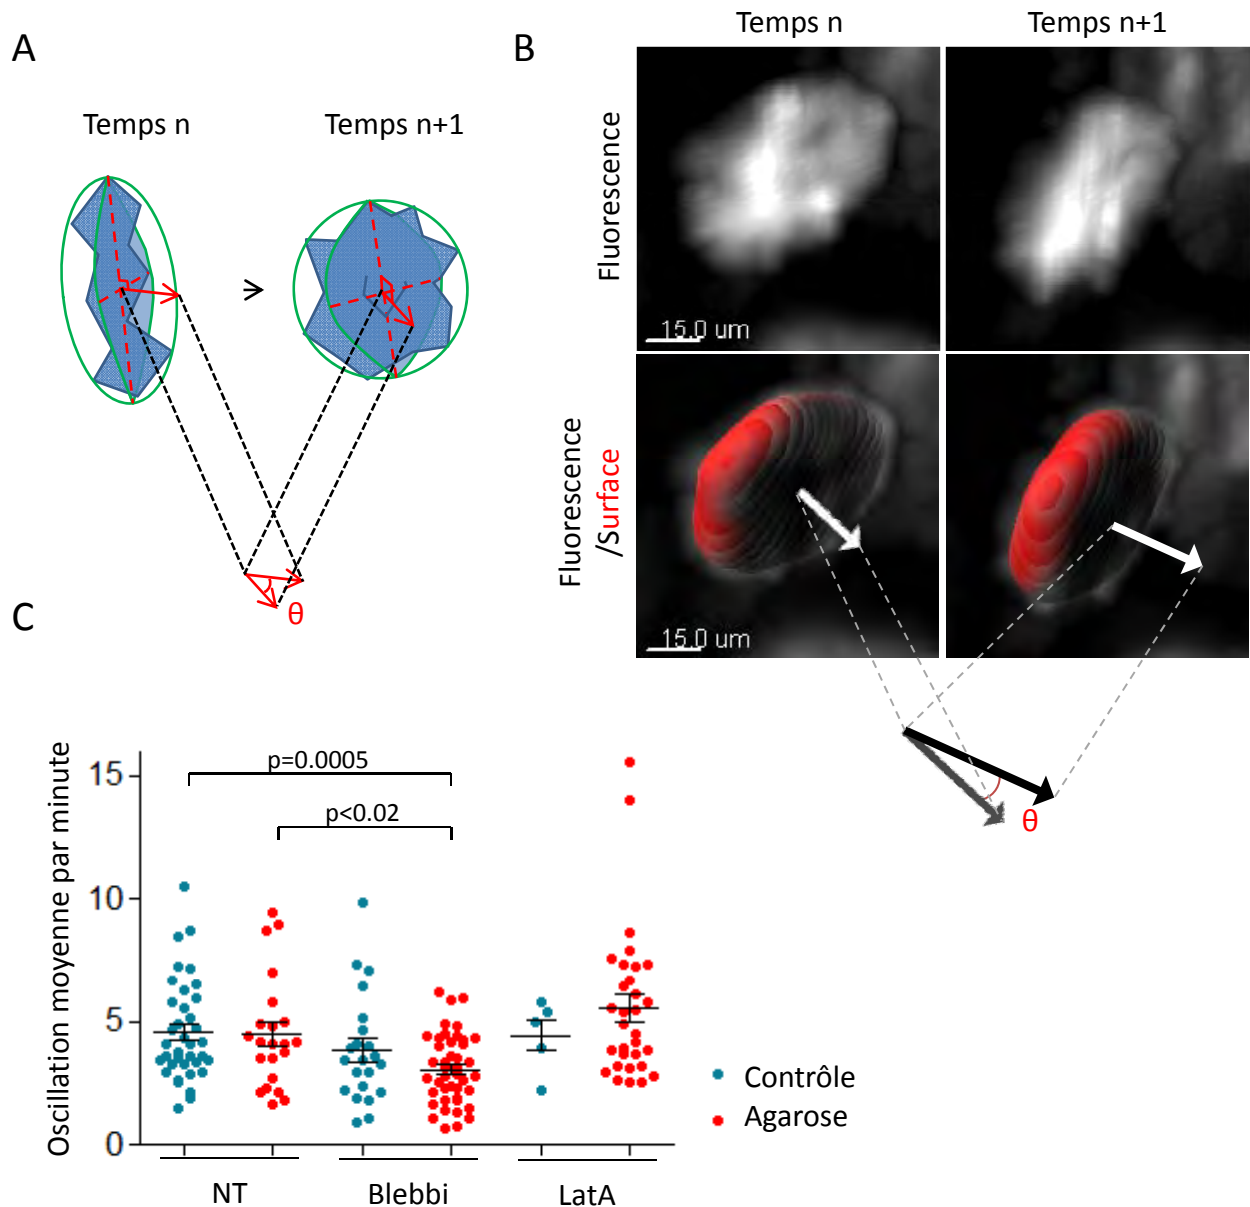 A
Temps n
Temps n+1
θ
B
Temps n
Temps n+1
Fluorescence
15.0 um
Fluorescence
/Surface
15.0 um
θ
C
Oscillation moyenne par minute
15
10
5
0
p=0.0005
p<0.02
NT
Blebbi
LatA
Contrôle
Agarose